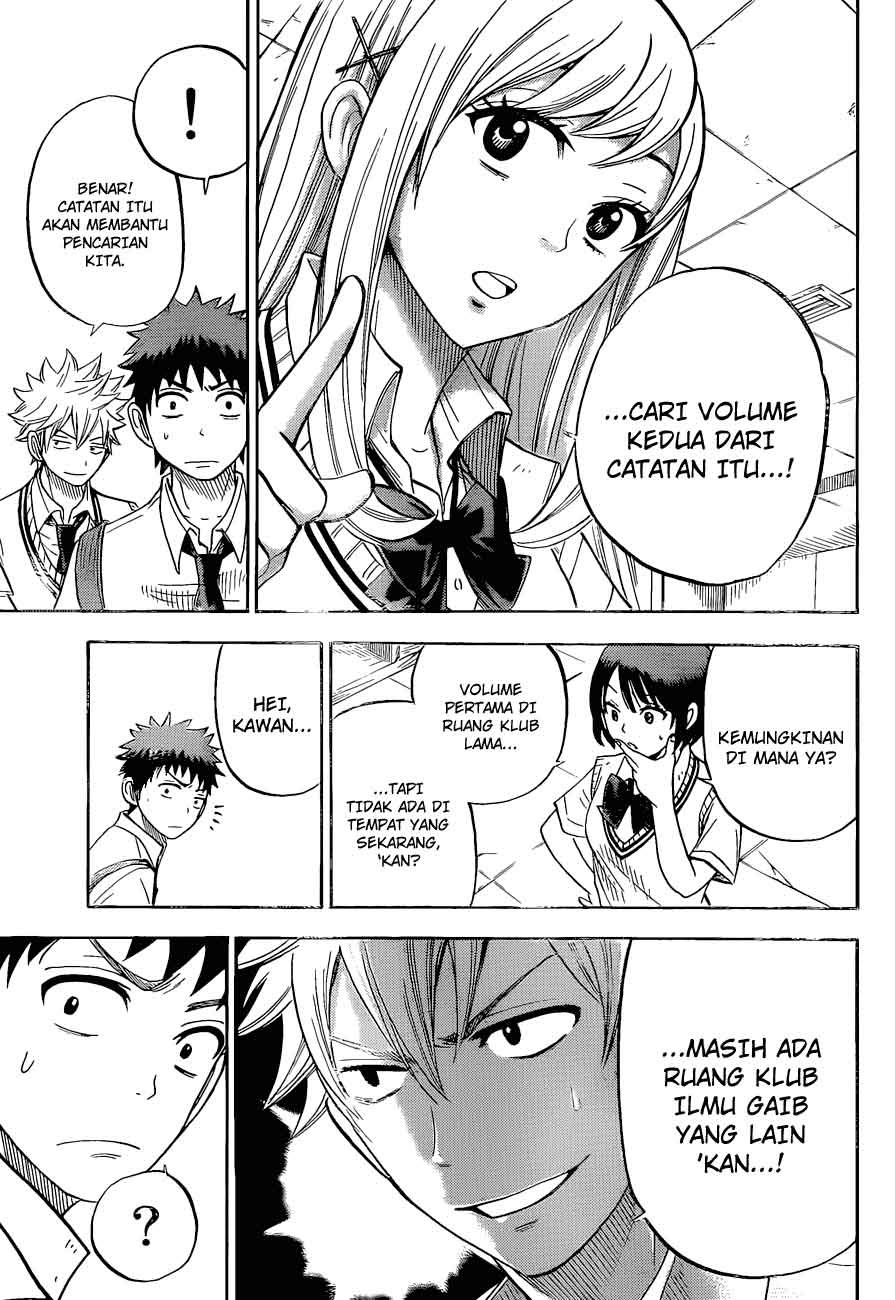 ...CARI VOLUME
KEDUA DARI
CATATAN ITU...!
!
BENAR!
CATATAN ITU
AKAN MEMBANTU
PENCARIAN
KITA.
KEMUNGKINAN
DI MANA YA?
VOLUME
PERTAMA DI
RUANG KLUB
LAMA...
...TAPI
TIDAK ADA DI
TEMPAT YANG
SEKARANG,
'KAN?
HEI,
KAWAN...
...MASIH ADA
RUANG KLUB
ILMU GAIB
YANG LAIN
'KAN...!
?